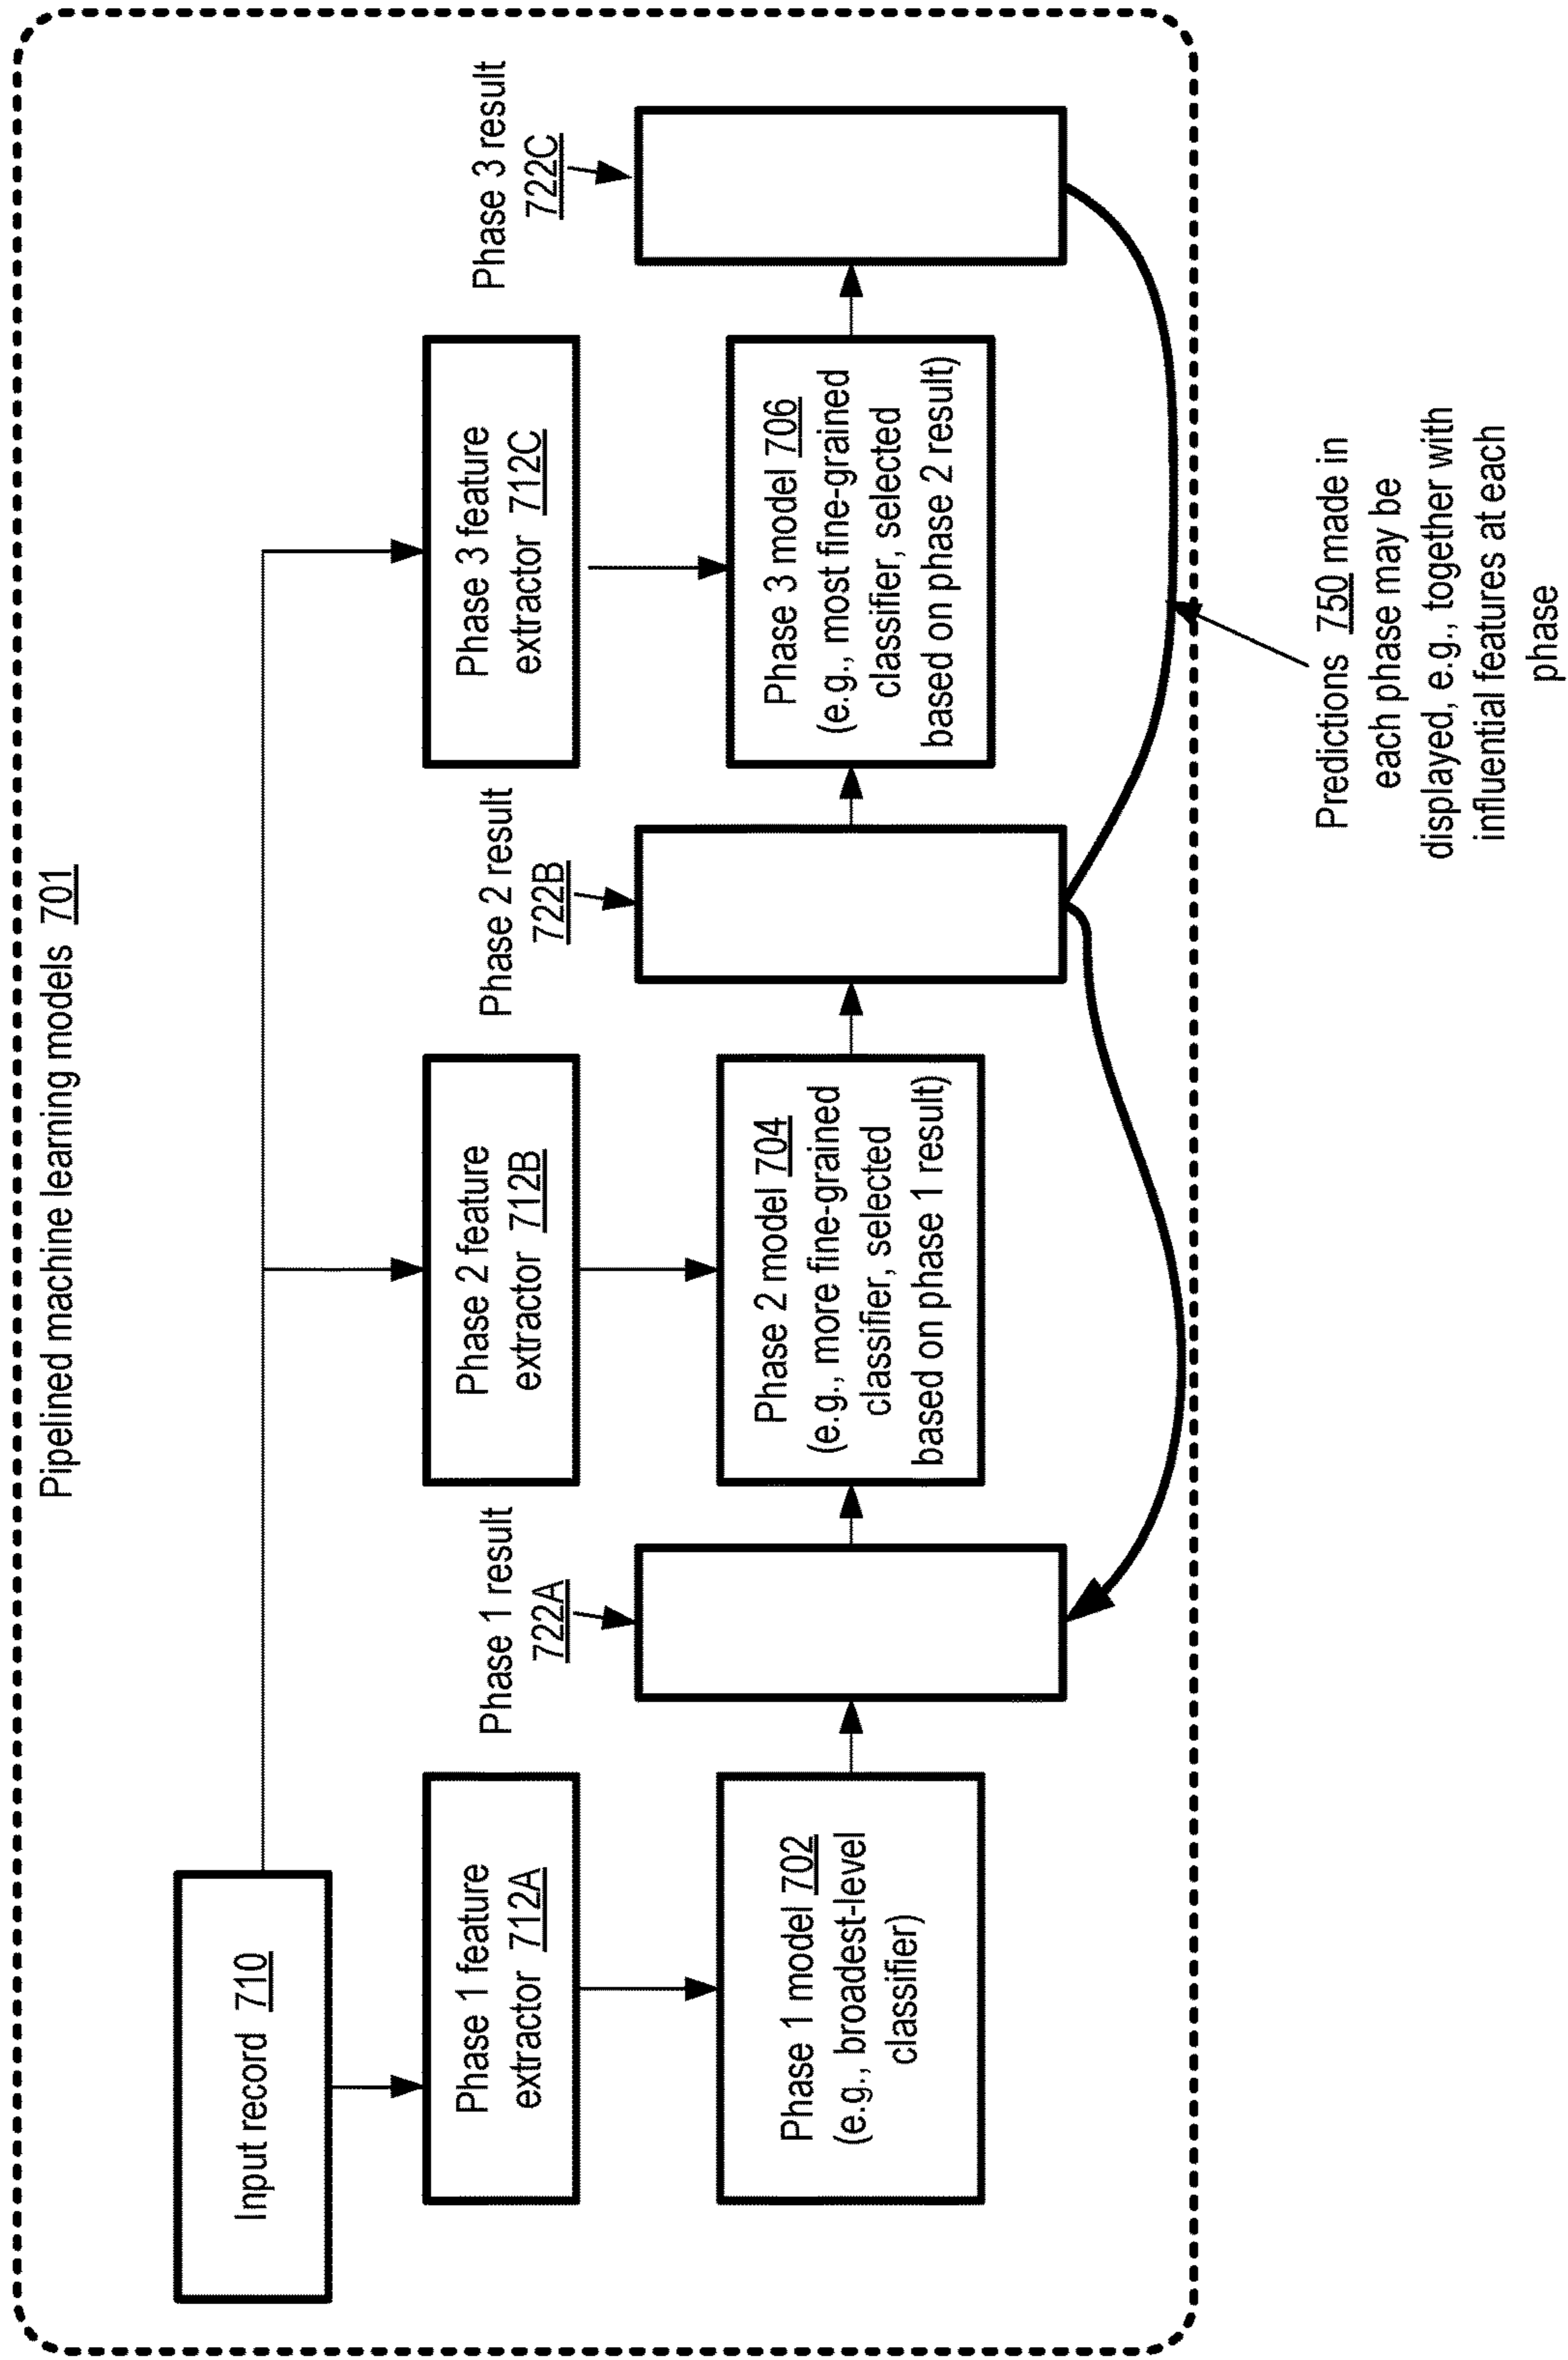 Pipelined machine learning models 701
Input record 710
Phase 1 feature
extractor 712A
Phase 2 feature
extractor 712B
Phase 3 feature
extractor 712C
Phase 1 result
722A
Phase 2 result
722B
Phase 3 result
722C
Phase 1 model 702
(e.g., broadest-level
classifier)
Phase 2 model 704
(e.g., more fine-grained
classifier, selected
based on phase 1 result)
Phase 3 model 706
(e.g., most fine-grained
classifier, selected
based on phase 2 result)
Predictions 750 made in
each phase may be
displayed, e.g., together with
influential features at each
phase